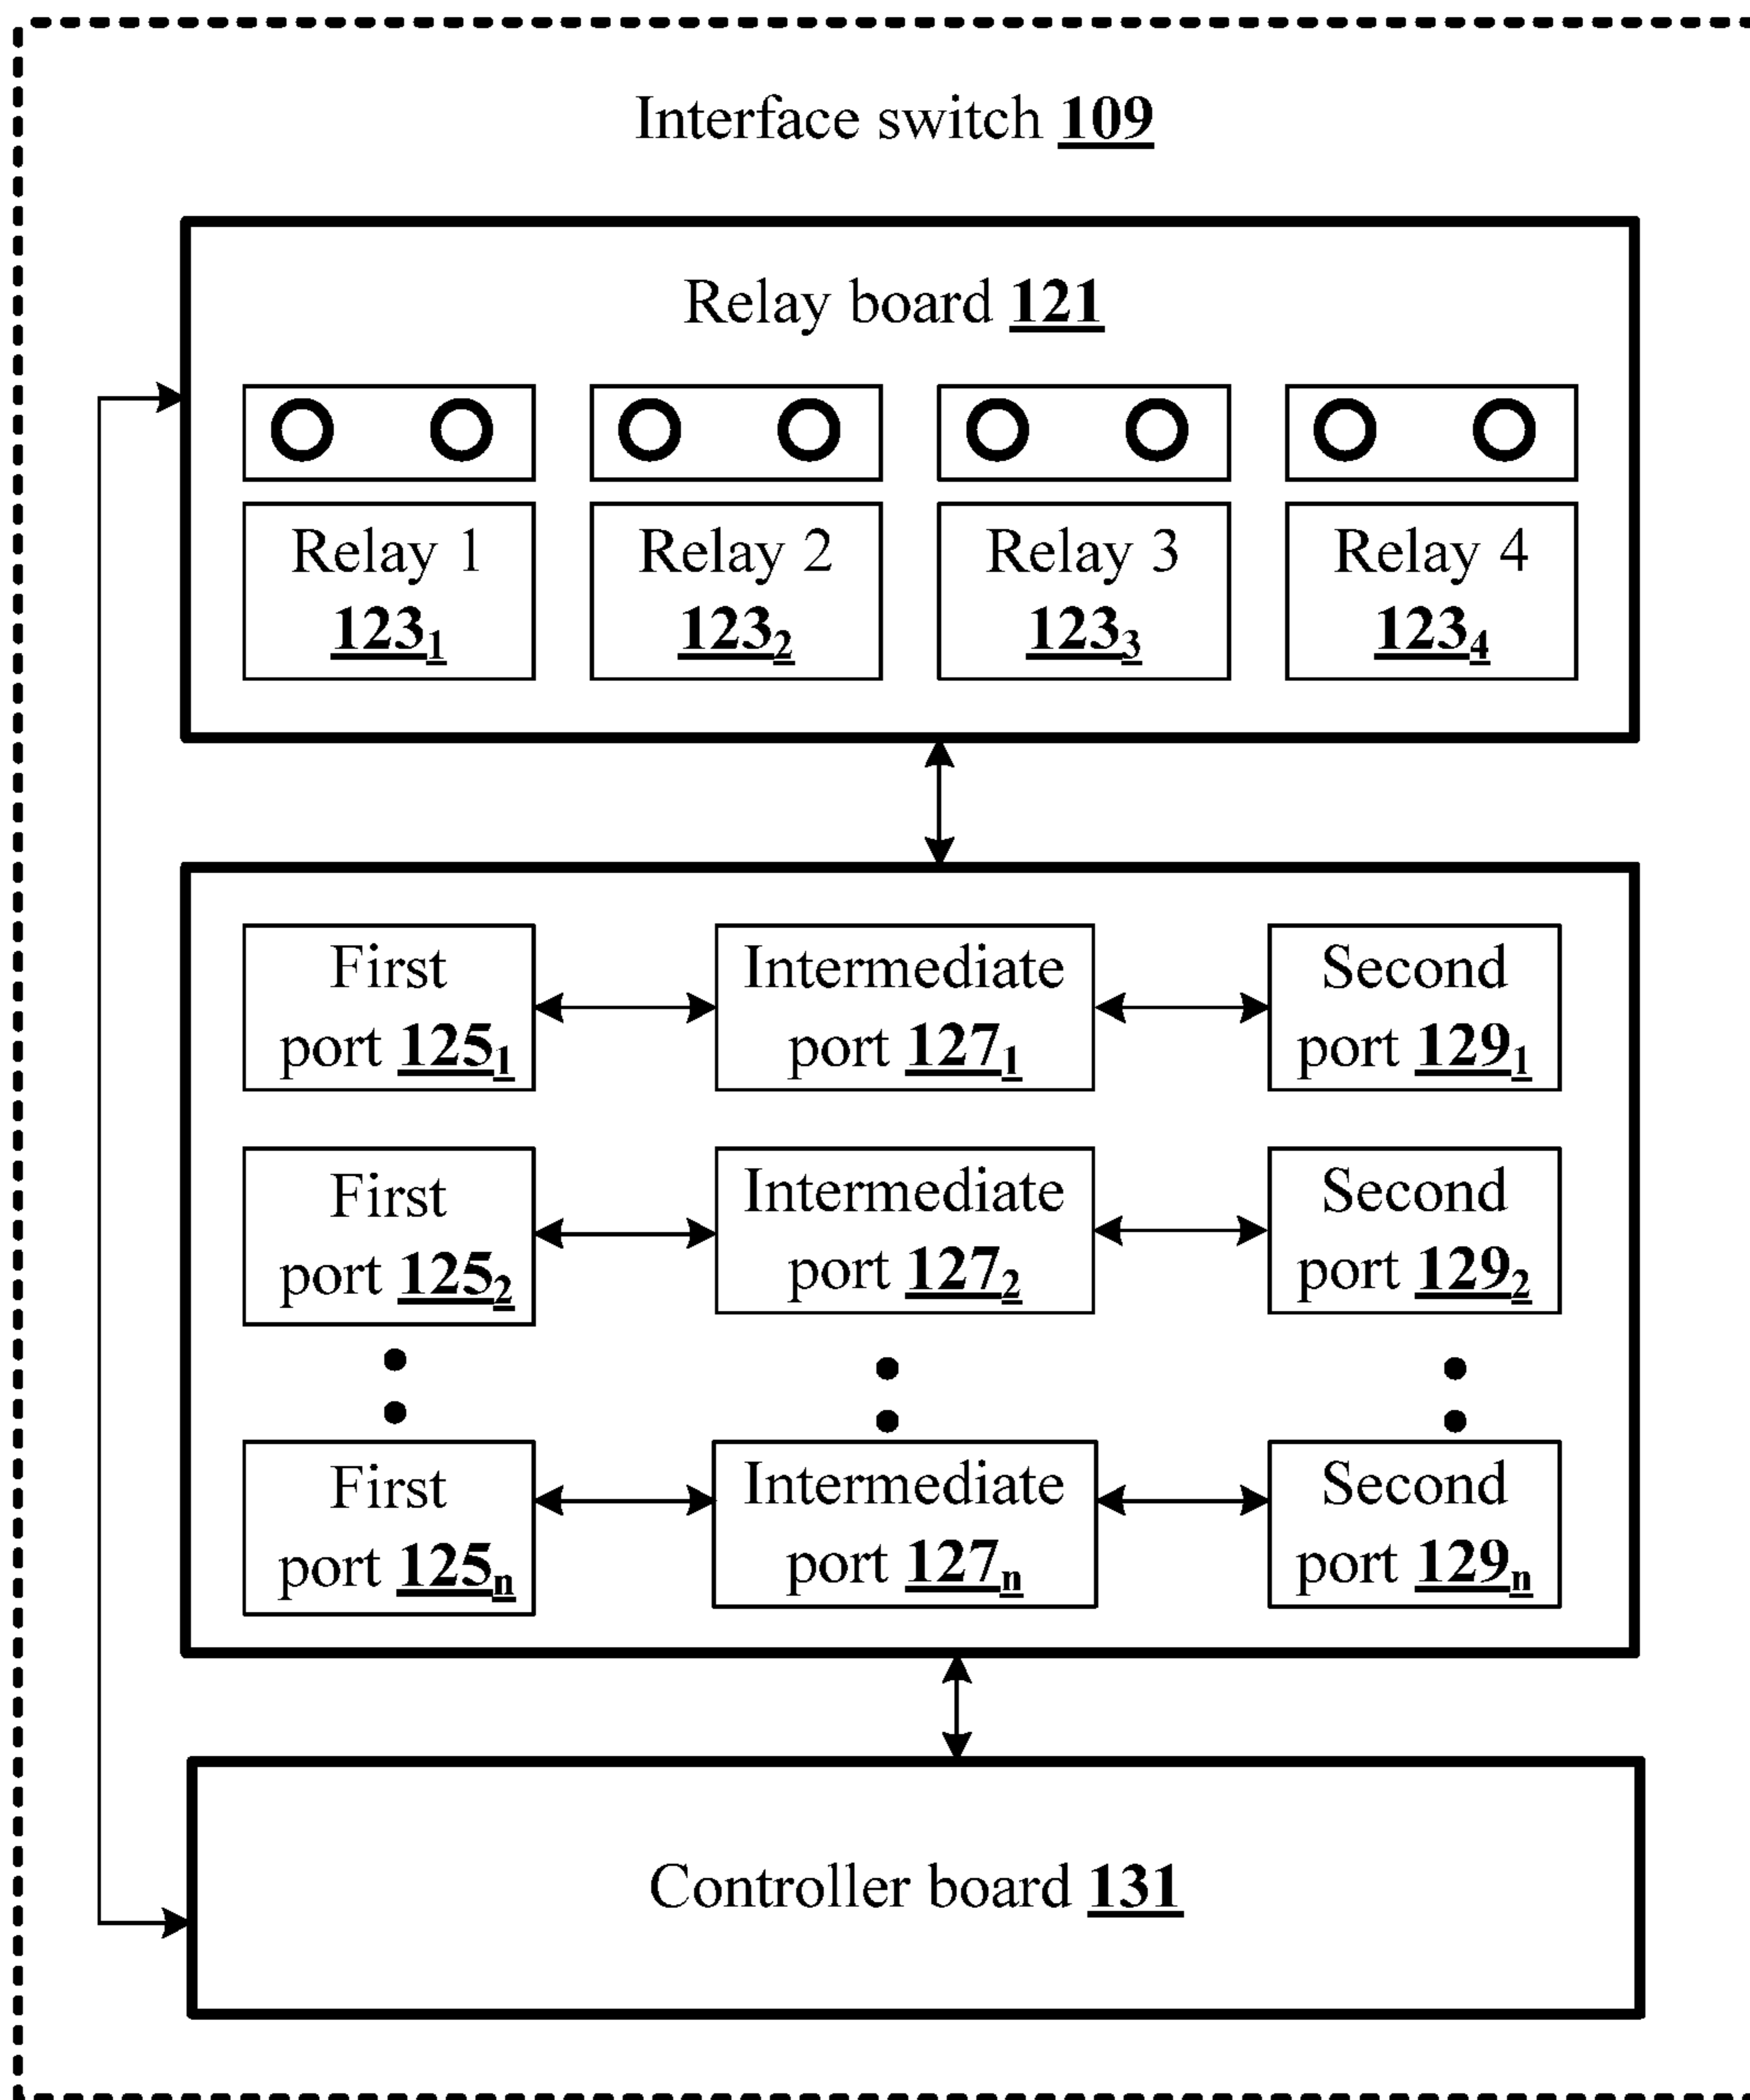 Interface switch 109
Relay board 121
Relay 1
123₁
Relay 2
123₂
Relay 3
123₃
Relay 4
123₄
First
port 125₁
Intermediate
port 127₁
Second
port 129₁
First
port 125₂
Intermediate
port 127₂
Second
port 129₂
First
port 125ₙ
Intermediate
port 127ₙ
Second
port 129ₙ
Controller board 131